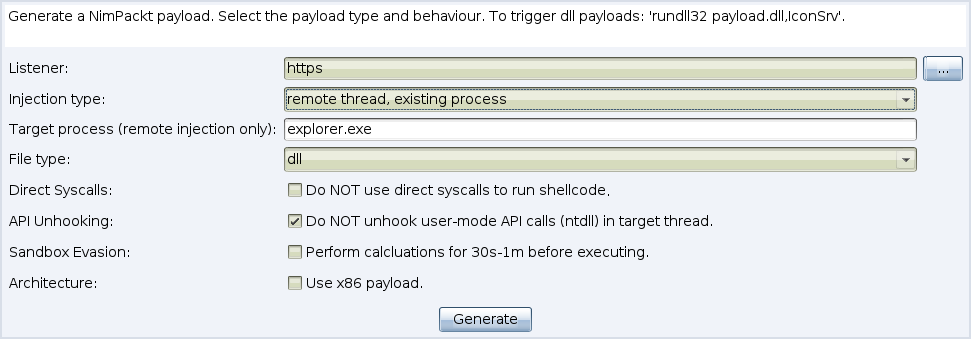 Generate a NimPackt payload. Select the payload type and behaviour. To trigger dll payloads: 'rundll32 payload.dll,IconSrv'.
Listener: https ...
Injection type: remote thread, existing process
Target process (remote injection only): explorer.exe
File type: dll
Direct Syscalls: Do NOT use direct syscalls to run shellcode.
API Unhooking: Do NOT unhook user-mode API calls (ntdll) in target thread.
Sandbox Evasion: Perform calcluations for 30s-1m before executing.
Architecture: Use x86 payload.
Generate